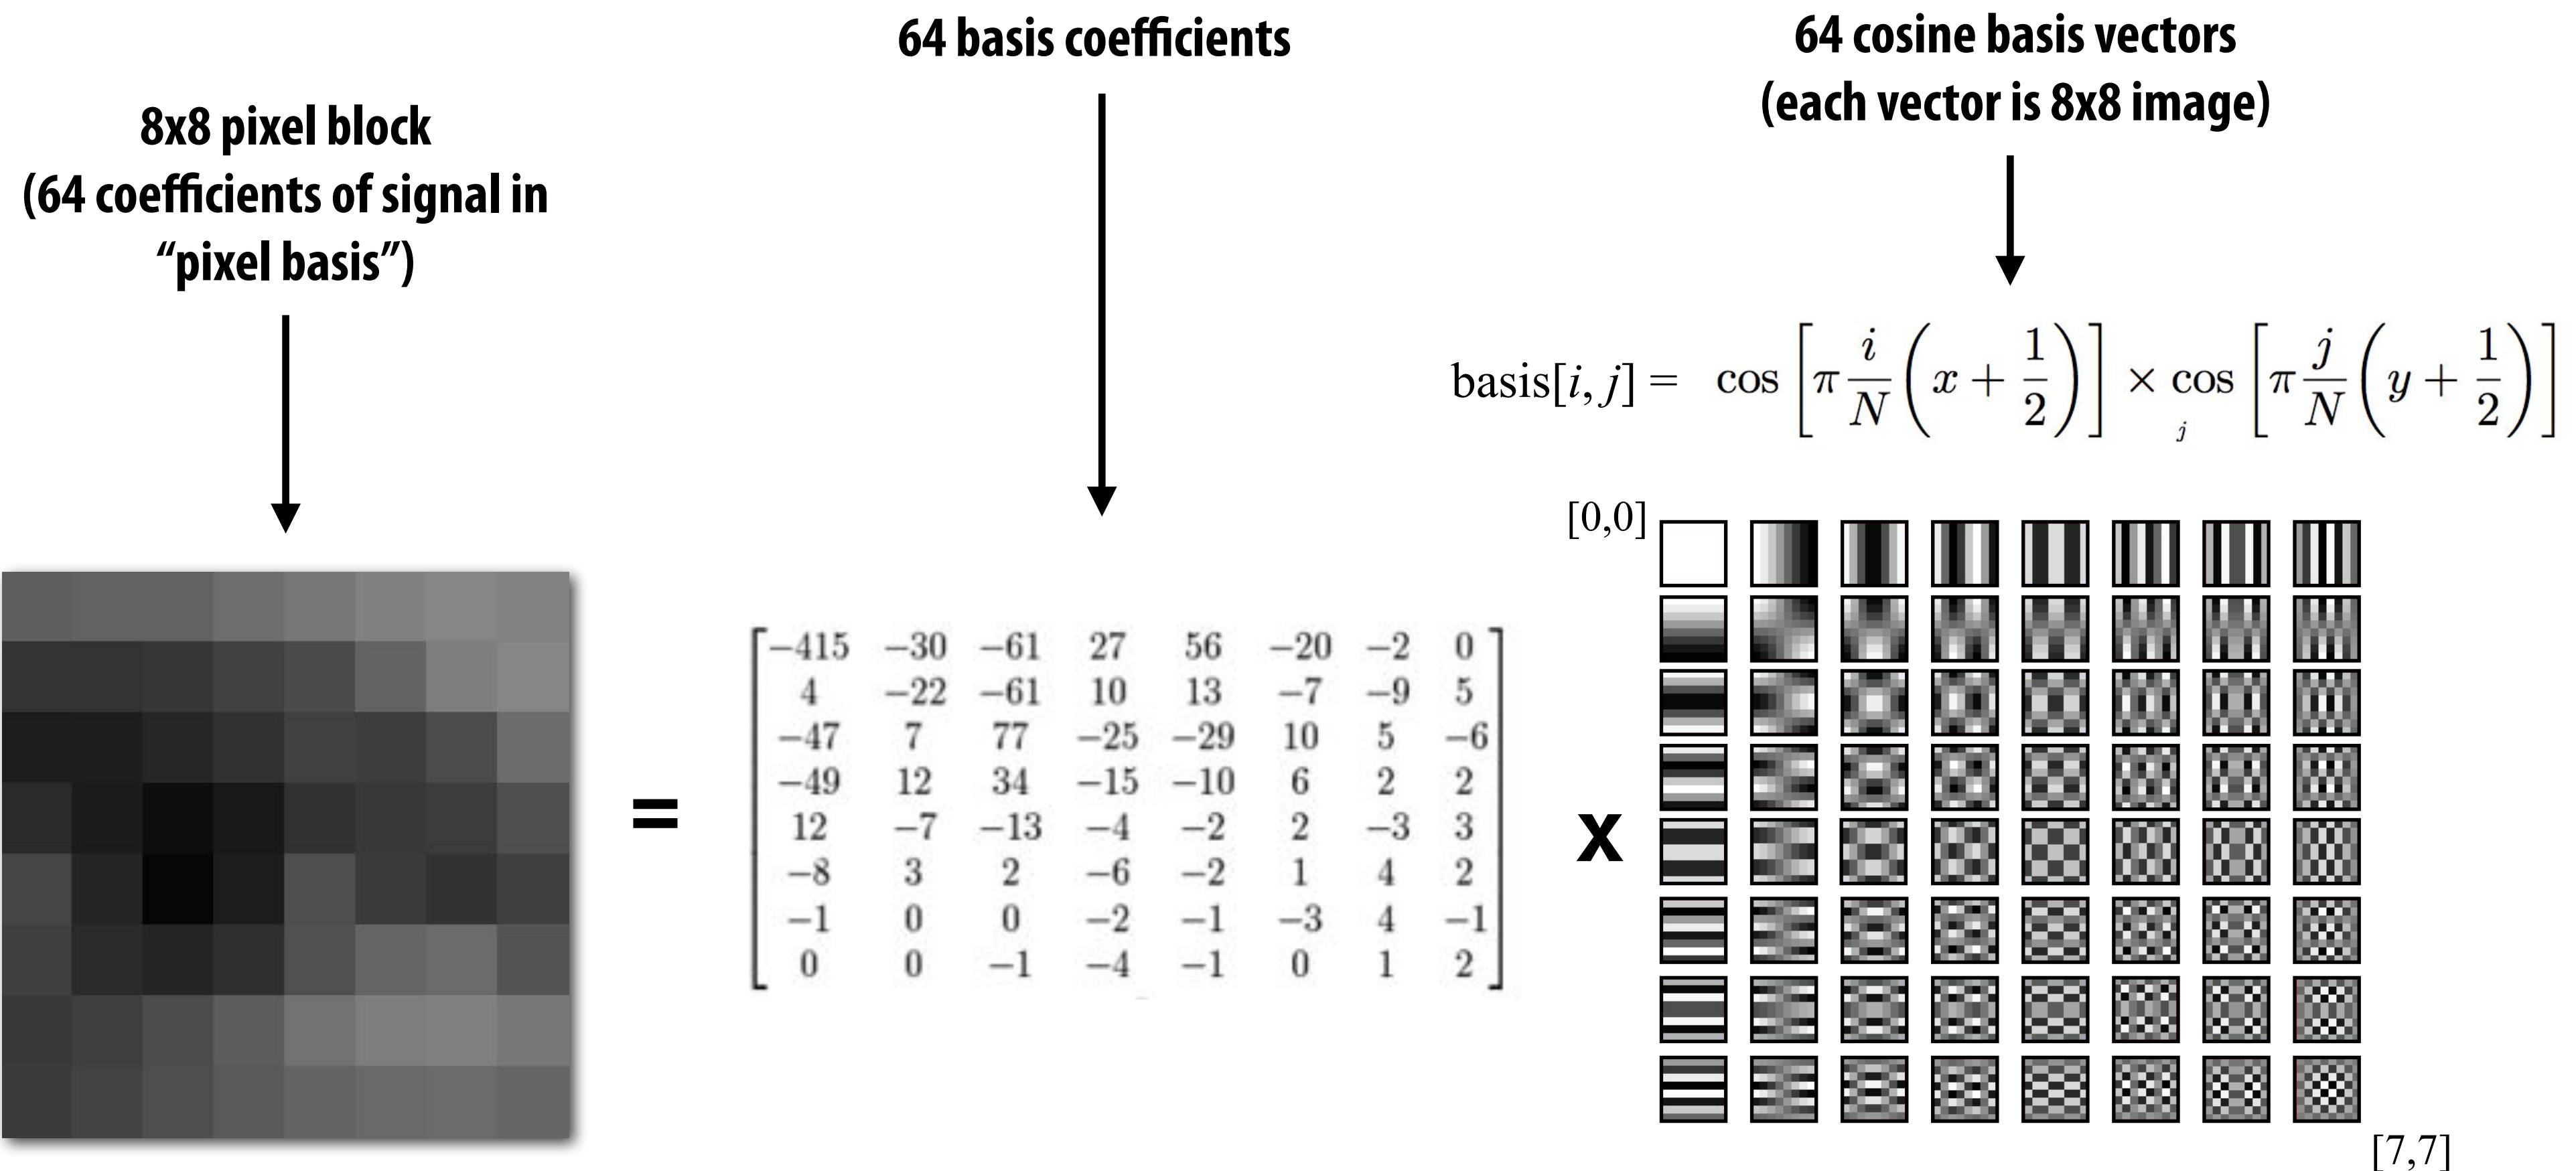 8x8 pixel block
(64 coefficients of signal in
“pixel basis”)
64 basis coefficients
64 cosine basis vectors
(each vector is 8x8 image)
basis[i, j] = cos [π i/N (x + 1/2)] × cos [π j/N (y + 1/2)]
j
[0,0]
=
−415 −30 −61 27 56 −20 −2 0
4 −22 −61 10 13 −7 −9 5
−47 7 77 −25 −29 10 5 −6
−49 12 34 −15 −10 6 2 2
12 −7 −13 −4 −2 2 −3 3
−8 3 2 −6 −2 1 4 2
−1 0 0 −2 −1 −3 4 −1
0 0 −1 −4 −1 0 1 2
x
[7,7]